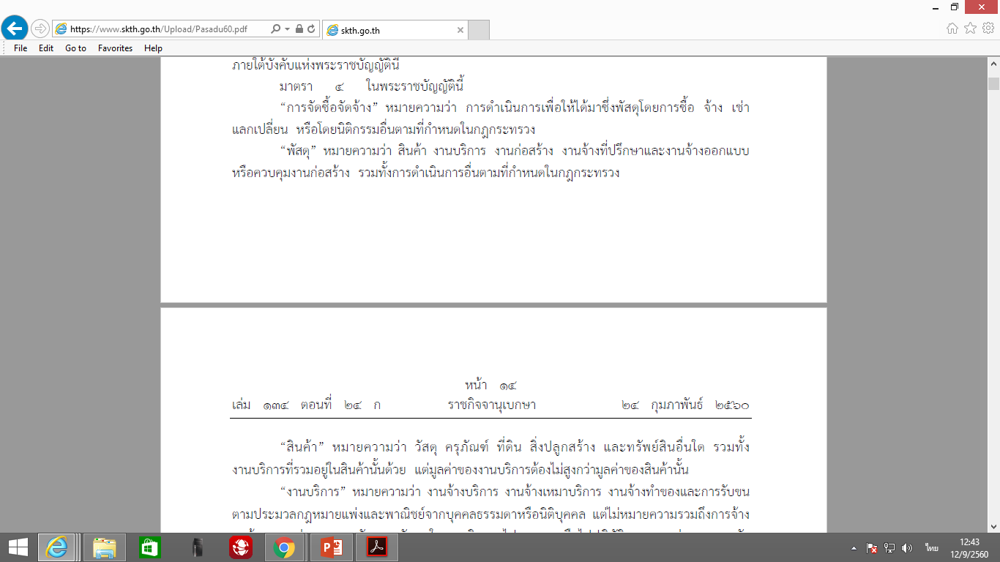 https://www.skth.go.th/Upload/Pasadu60.pdf
skth.go.th
File Edit Go to Favorites Help
ภายใต้บังคับแห่งพระราชบัญญัตินี้
มาตรา ๔ ในพระราชบัญญัตินี้
“การจัดซื้อจัดจ้าง” หมายความว่า การดำเนินการเพื่อให้ได้มาซึ่งพัสดุโดยการซื้อ จ้าง เช่า
แลกเปลี่ยน หรือโดยนิติกรรมอื่นตามที่กำหนดในกฎกระทรวง
“พัสดุ” หมายความว่า สินค้า งานบริการ งานก่อสร้าง งานจ้างที่ปรึกษาและงานจ้างออกแบบ
หรือควบคุมงานก่อสร้าง รวมทั้งการดำเนินการอื่นตามที่กำหนดในกฎกระทรวง
หน้า ๑๔
เล่ม ๑๓๔ ตอนที่ ๒๔ ก ราชกิจจานุเบกษา ๒๔ กุมภาพันธ์ ๒๕๖๐
“สินค้า” หมายความว่า วัสดุ ครุภัณฑ์ ที่ดิน สิ่งปลูกสร้าง และทรัพย์สินอื่นใด รวมทั้ง
งานบริการที่รวมอยู่ในสินค้านั้นด้วย แต่มูลค่าของงานบริการต้องไม่สูงกว่ามูลค่าของสินค้านั้น
“งานบริการ” หมายความว่า งานจ้างบริการ งานจ้างเหมาบริการ งานจ้างทำของและการรับขน
ตามประมวลกฎหมายแพ่งและพาณิชย์จากบุคคลธรรมดาหรือนิติบุคคล แต่ไม่หมายความรวมถึงการจ้าง
ไทย
12:43
12/9/2560